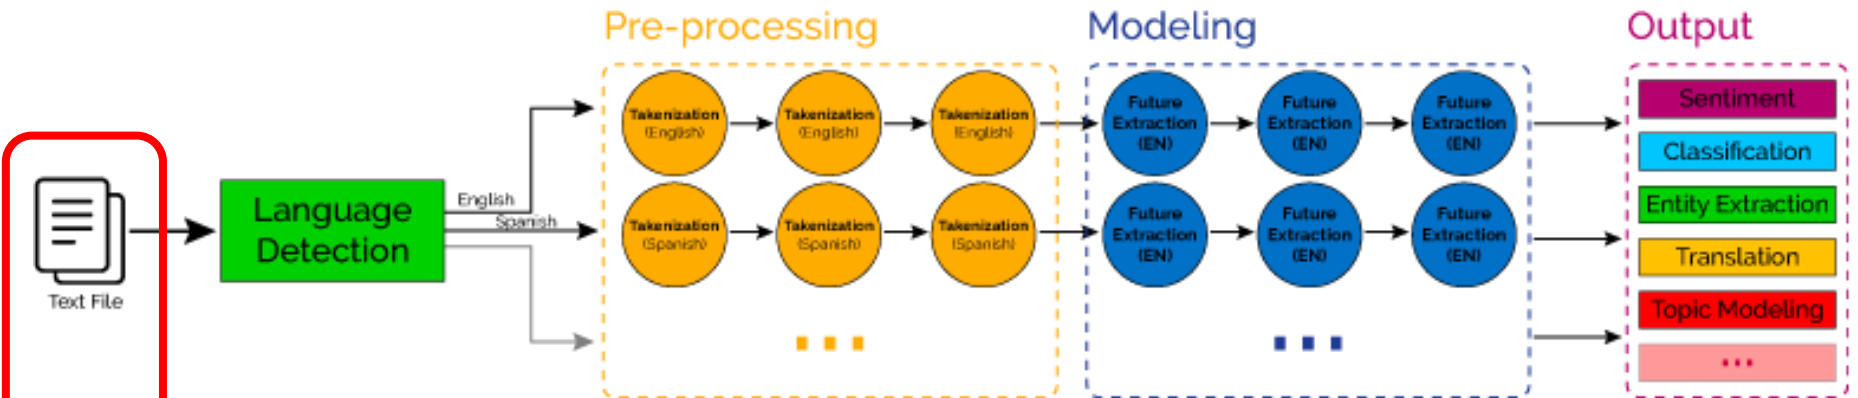 Pre-processing
Modeling
Output
Takenization
(English)
Takenization
(English)
Takenization
(English)
Future
Extraction
(EN)
Future
Extraction
(EN)
Future
Extraction
(EN)
Sentiment
Classification
Entity Extraction
Translation
Topic Modeling
...
Text File
Language
Detection
English
Spanish
Takenization
(Spanish)
Takenization
(Spanish)
Takenization
(Spanish)
Future
Extraction
(EN)
Future
Extraction
(EN)
Future
Extraction
(EN)
...
...